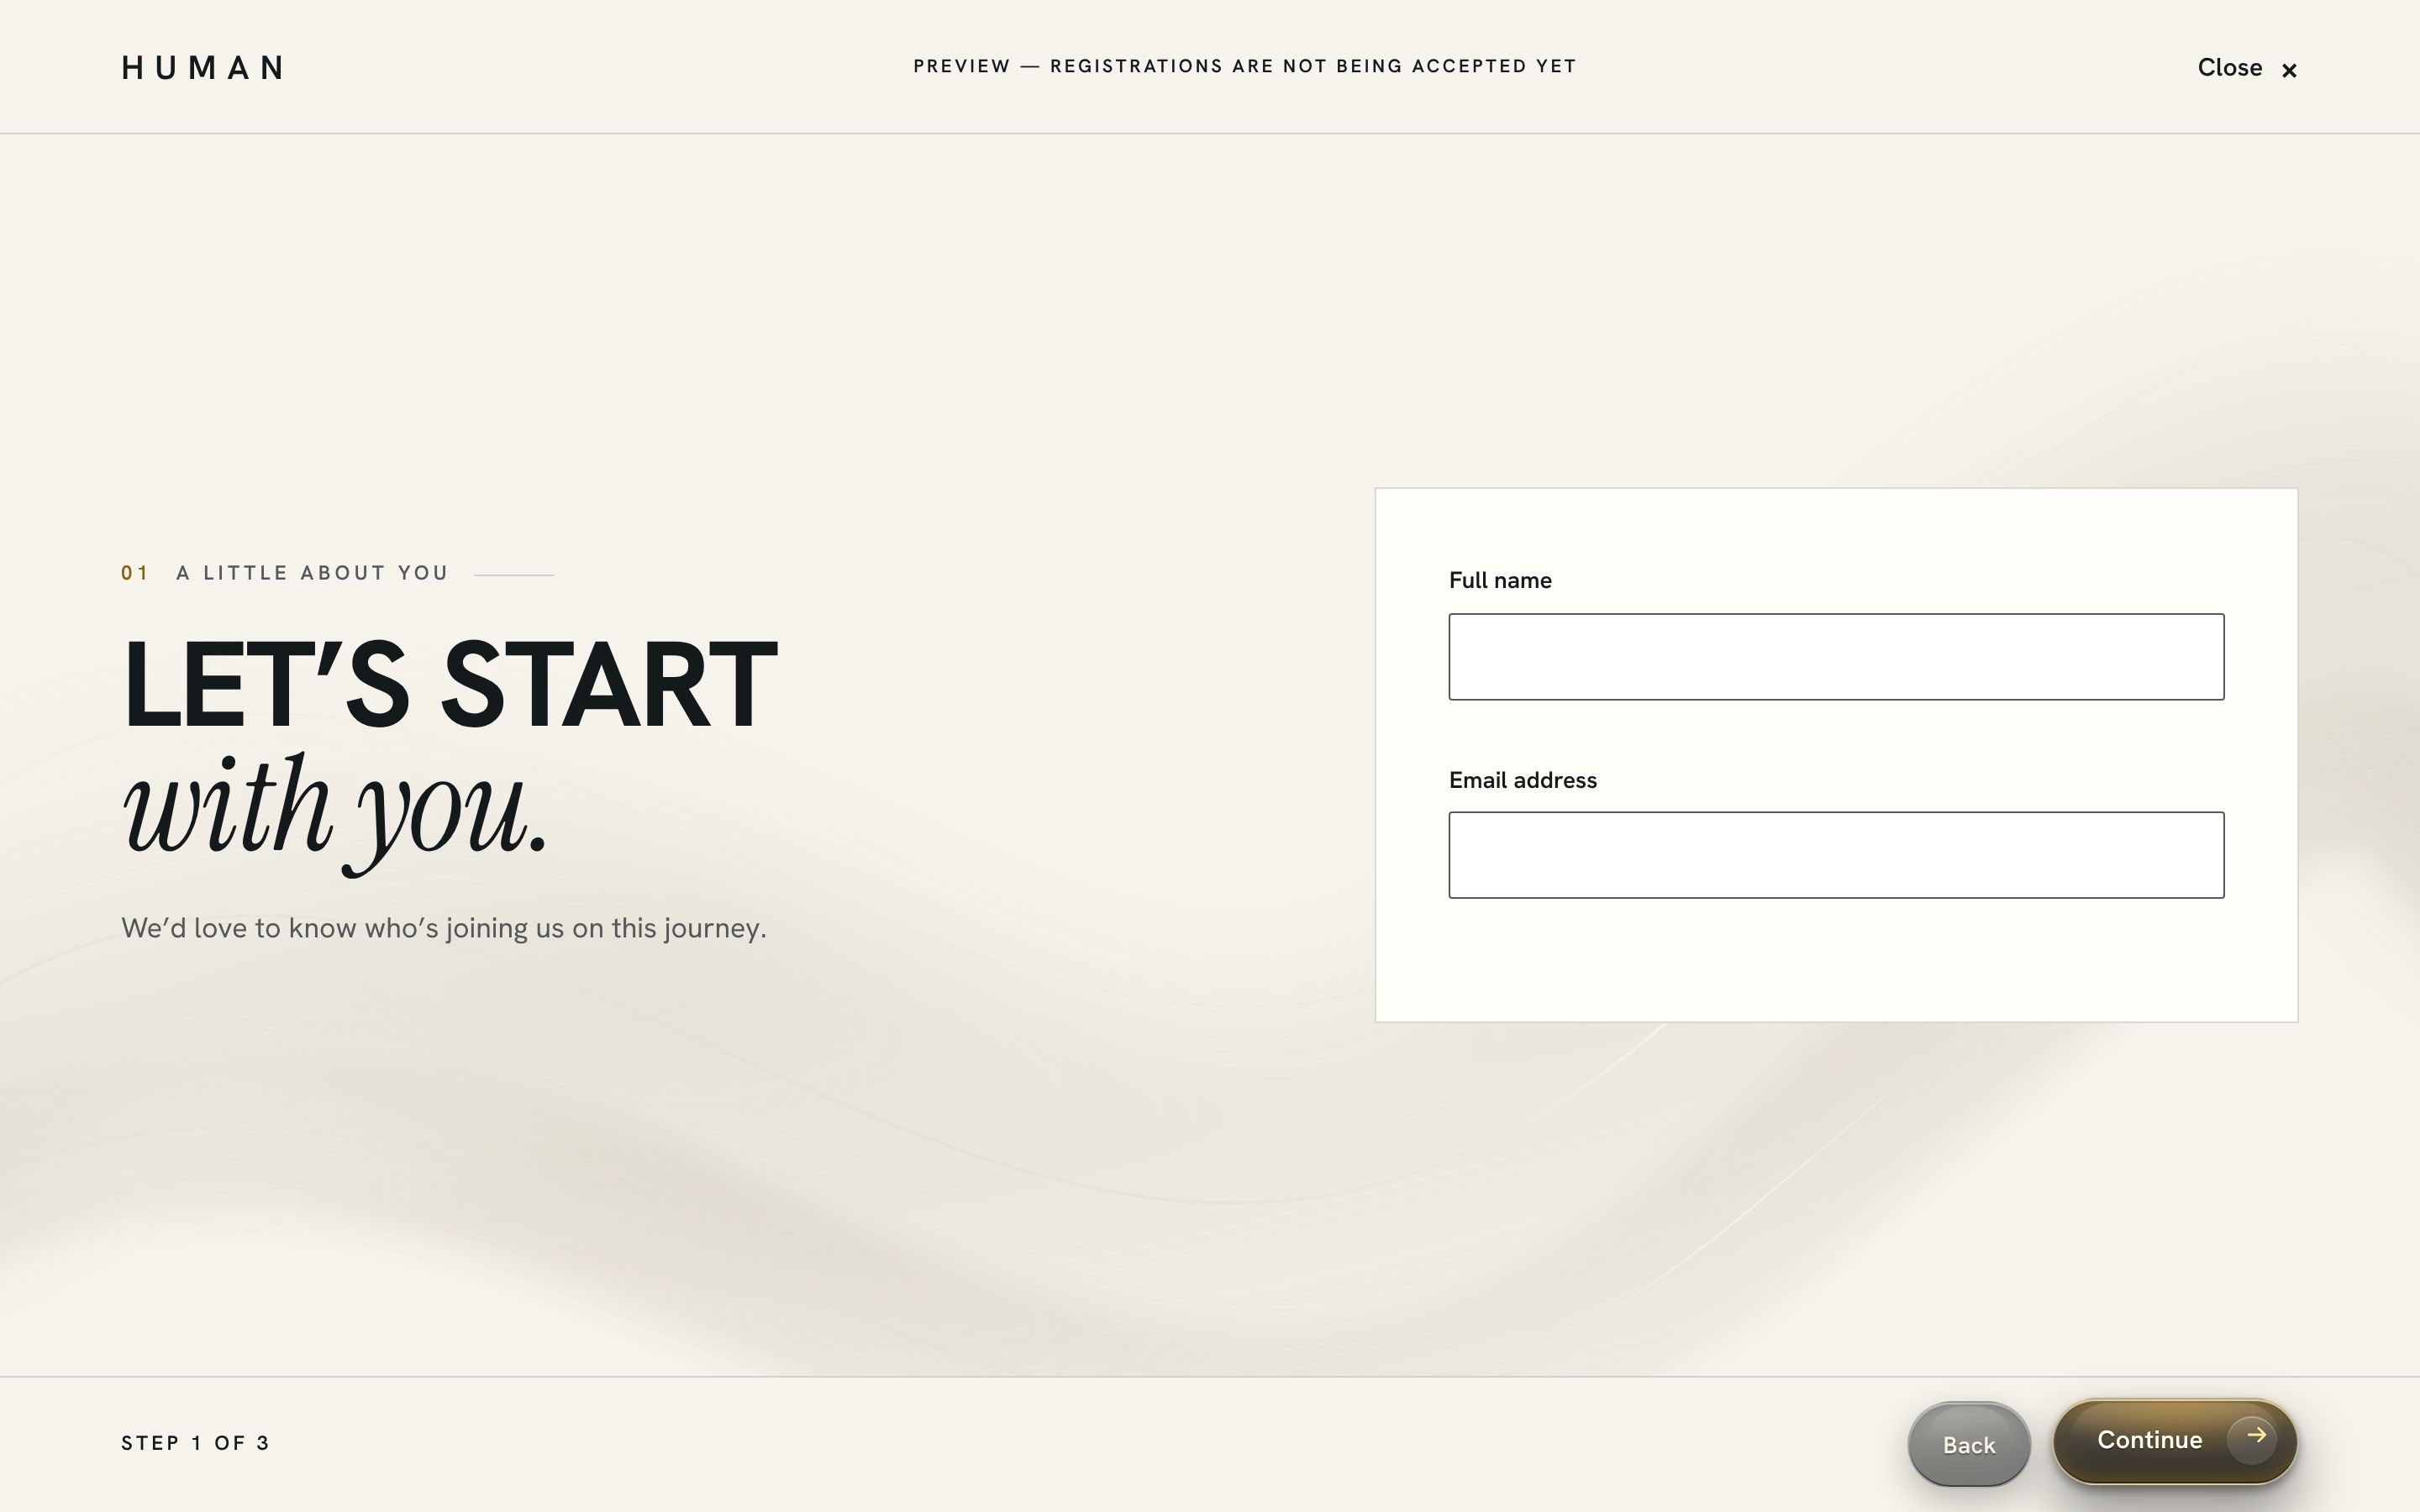 HUMAN
PREVIEW — REGISTRATIONS ARE NOT BEING ACCEPTED YET
Close ×
01 A LITTLE ABOUT YOU
LET’S START
with you.
We’d love to know who’s joining us on this journey.
Full name
Email address
STEP 1 OF 3
Back
Continue →